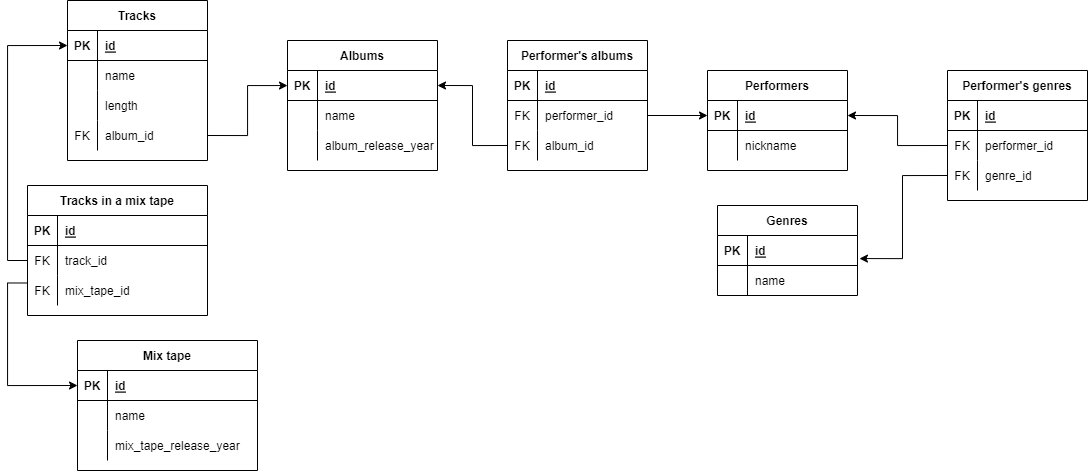 Tracks
PK id
name
length
FK album_id
Albums
PK id
name
album_release_year
Performer's albums
PK id
FK performer_id
FK album_id
Performers
PK id
nickname
Performer's genres
PK id
FK performer_id
FK genre_id
Tracks in a mix tape
PK id
FK track_id
FK mix_tape_id
Genres
PK id
name
Mix tape
PK id
name
mix_tape_release_year